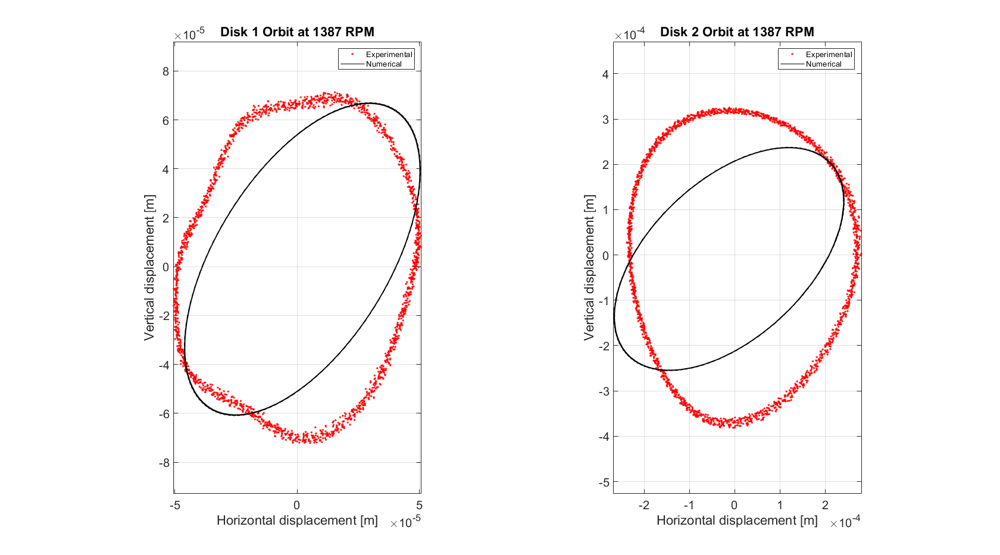 ×10^-5
Disk 1 Orbit at 1387 RPM
Experimental
Numerical
8
6
4
2
0
-2
-4
-6
-8
Vertical displacement [m]
-5 0 5
Horizontal displacement [m]
×10^-5
×10^-4
Disk 2 Orbit at 1387 RPM
Experimental
Numerical
4
3
2
1
0
-1
-2
-3
-4
-5
Vertical displacement [m]
-2 -1 0 1 2
Horizontal displacement [m]
×10^-4